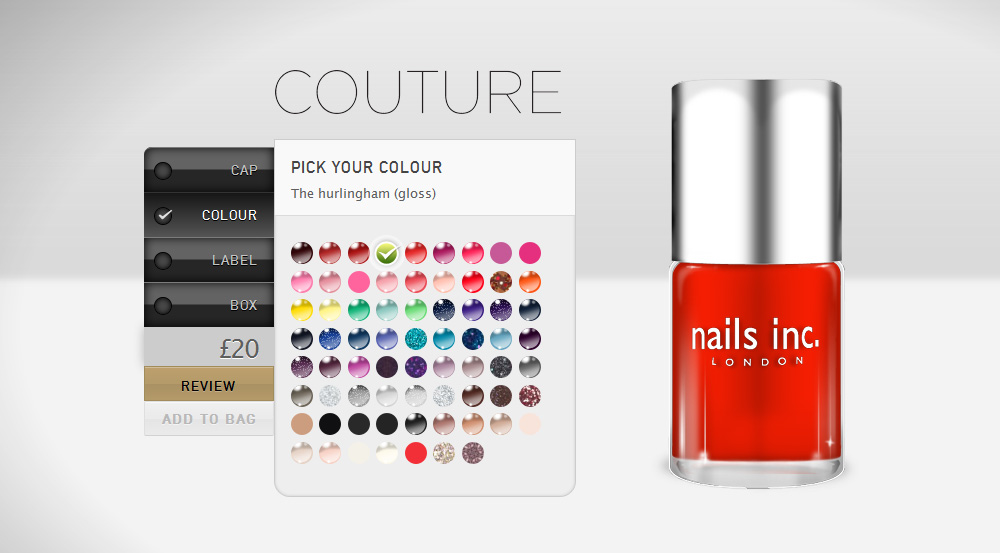 COUTURE
CAP
COLOUR
LABEL
BOX
£20
REVIEW
ADD TO BAG
PICK YOUR COLOUR
The hurlingham (gloss)
nails inc.
LONDON